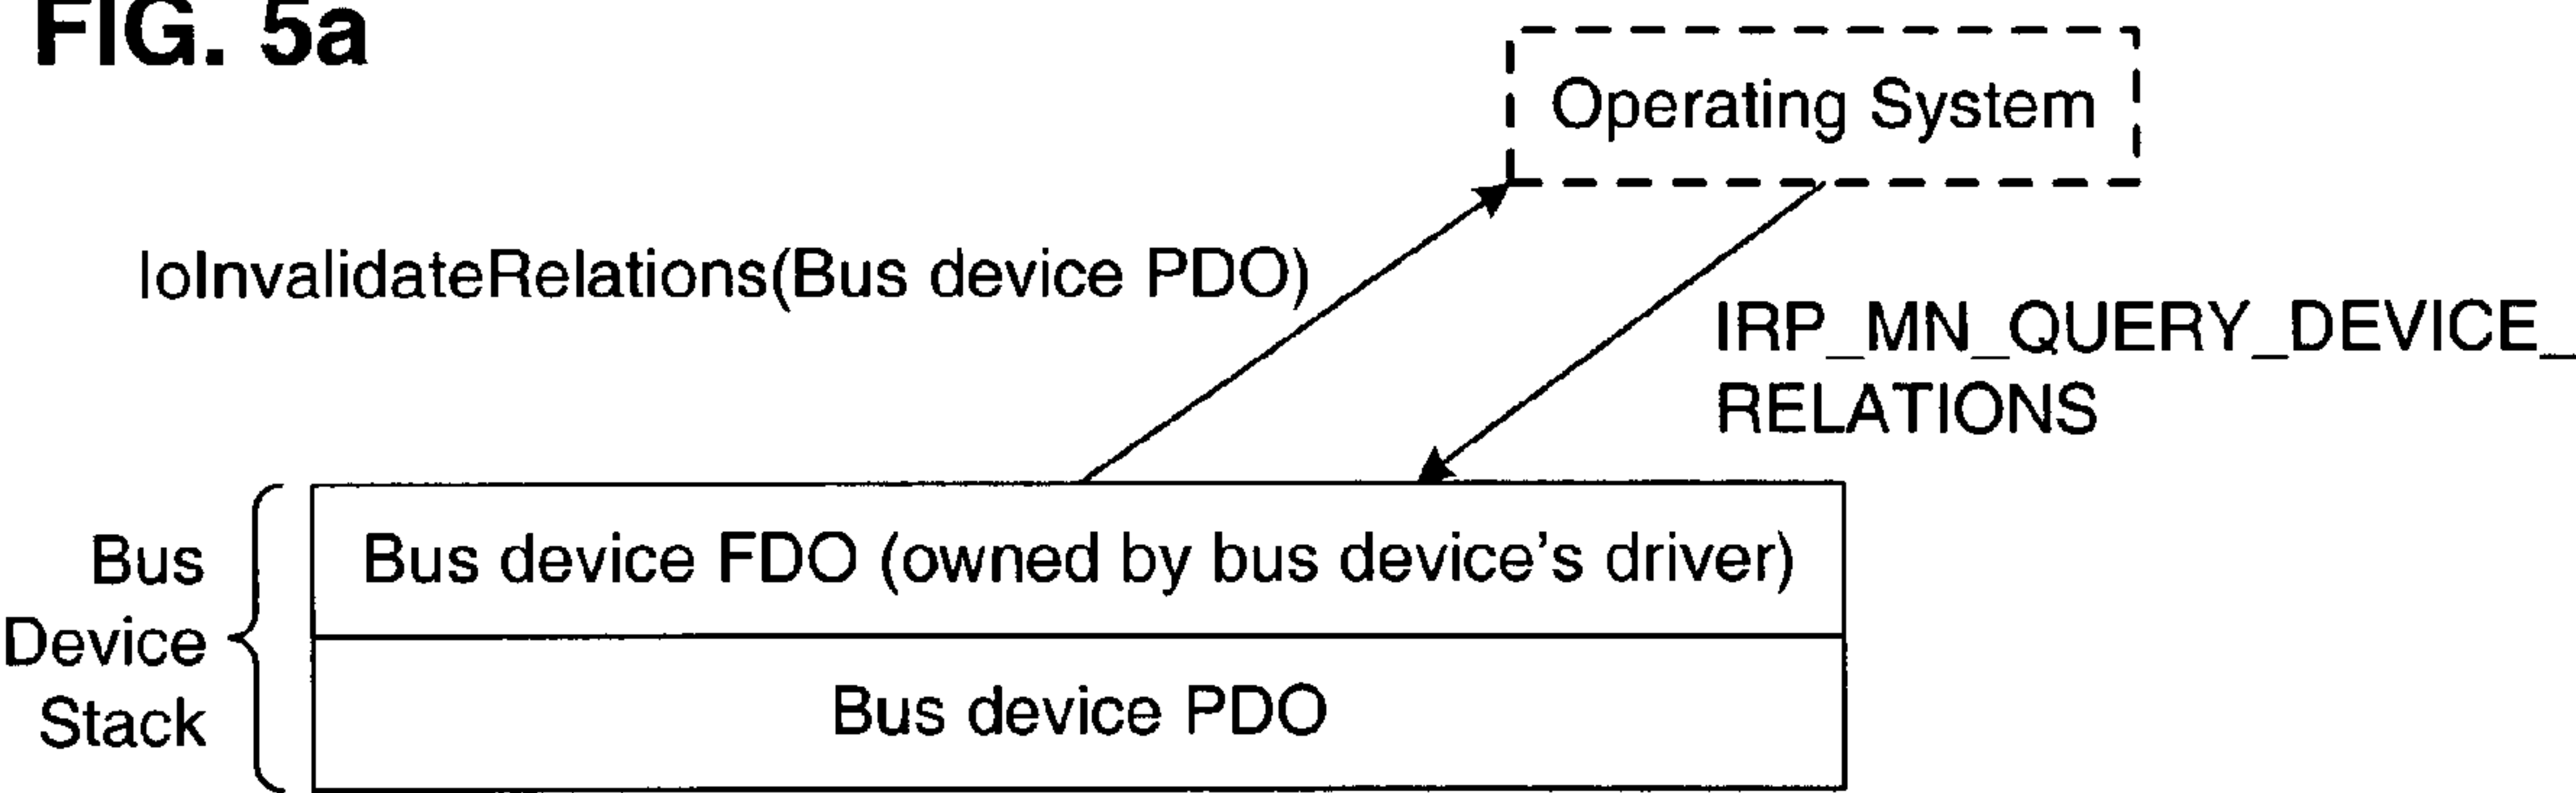 FIG. 5a
Operating System
IoInvalidateRelations(Bus device PDO)
IRP_MN_QUERY_DEVICE_
RELATIONS
Bus
Device
Stack
Bus device FDO (owned by bus device's driver)
Bus device PDO